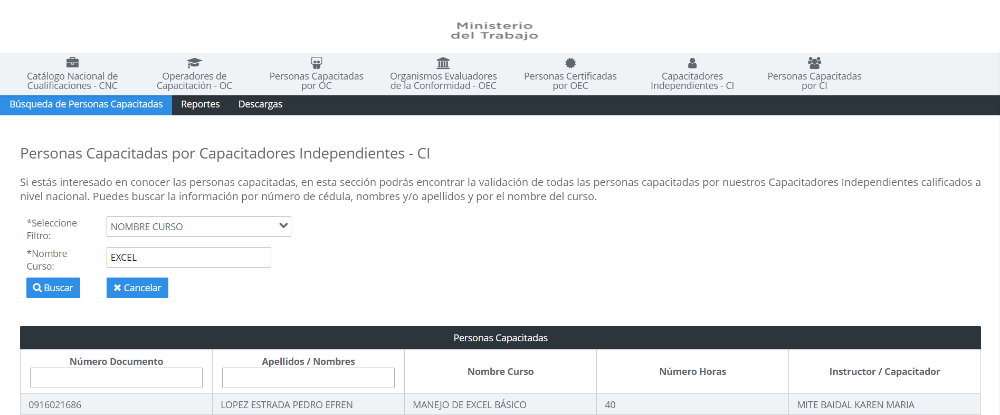 Ministerio
del Trabajo
Catálogo Nacional de
Cualificaciones - CNC
Operadores de
Capacitación - OC
Personas Capacitadas
por OC
Organismos Evaluadores
de la Conformidad - OEC
Personas Certificadas
por OEC
Capacitadores
Independientes - CI
Personas Capacitadas
por CI
Búsqueda de Personas Capacitadas Reportes Descargas
Personas Capacitadas por Capacitadores Independientes - CI
Si estás interesado en conocer las personas capacitadas, en esta sección podrás encontrar la validación de todas las personas capacitadas por nuestros Capacitadores Independientes calificados a
nivel nacional. Puedes buscar la información por número de cédula, nombres y/o apellidos y por el nombre del curso.
*Seleccione
Filtro:
NOMBRE CURSO
*Nombre
Curso:
EXCEL
Buscar Cancelar
Personas Capacitadas
Número Documento Apellidos / Nombres Nombre Curso Número Horas Instructor / Capacitador
0916021686 LOPEZ ESTRADA PEDRO EFREN MANEJO DE EXCEL BÁSICO 40 MITE BAIDAL KAREN MARIA